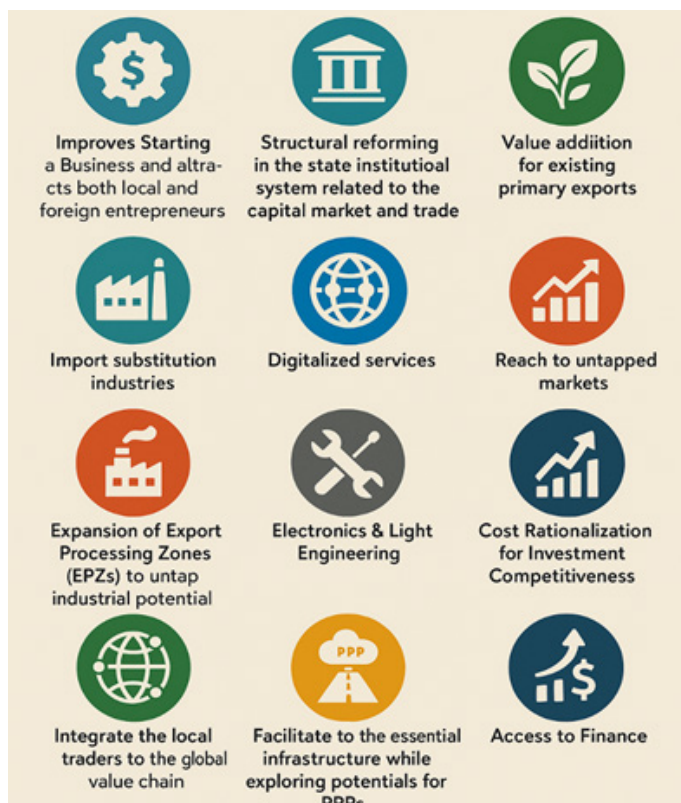 Improves Starting
a Business and altra-
cts both local and
foreign entrepreneurs
Structural reforming
in the state institutioal
system related to the
capital market and trade
Value addiition
for existing
primary exports
Import substitution
industries
Digitalized services
Reach to untapped
markets
Expansion of Export
Processing Zones
(EPZs) to untap
industrial potential
Electronics & Light
Engineering
Cost Rationalization
for Investment
Competitiveness
Integrate the local
traders to the global
value chain
PPP
Facilitate to the essential
infrastructure while
exploring potentials for
PPPs
Access to Finance